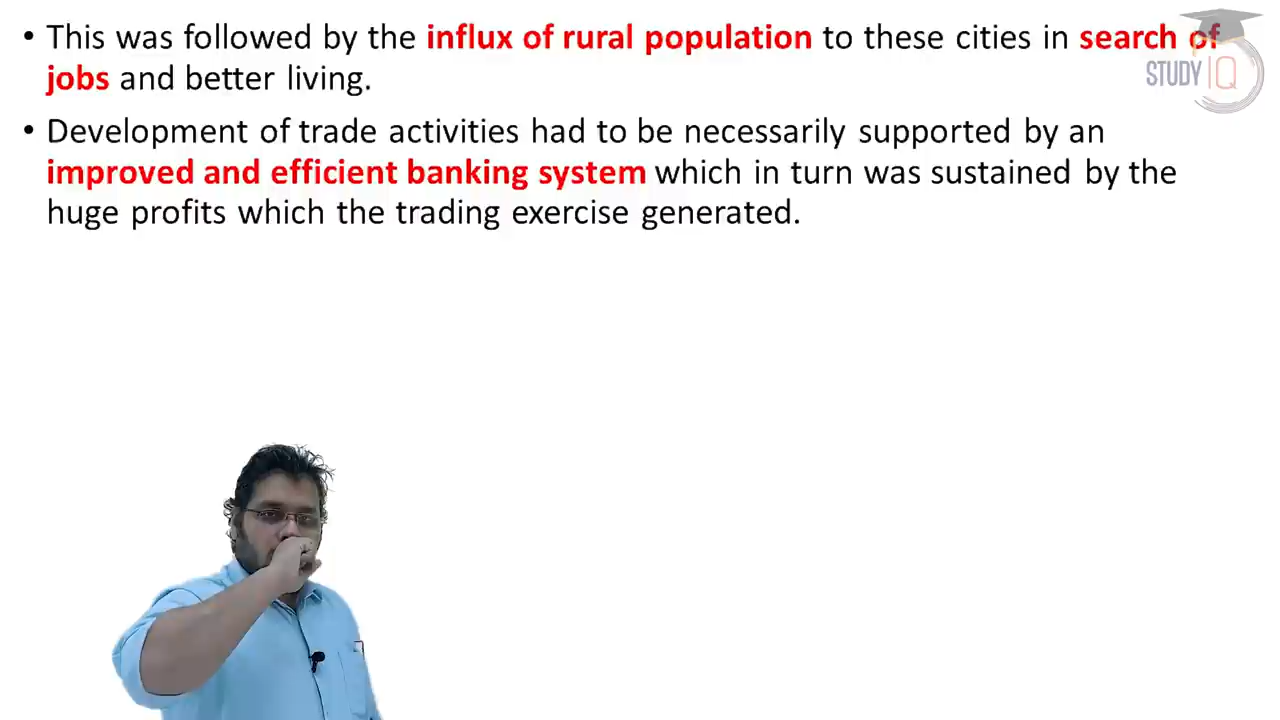 • This was followed by the influx of rural population to these cities in search of
jobs and better living.
• Development of trade activities had to be necessarily supported by an
improved and efficient banking system which in turn was sustained by the
huge profits which the trading exercise generated.
STUDY IQ